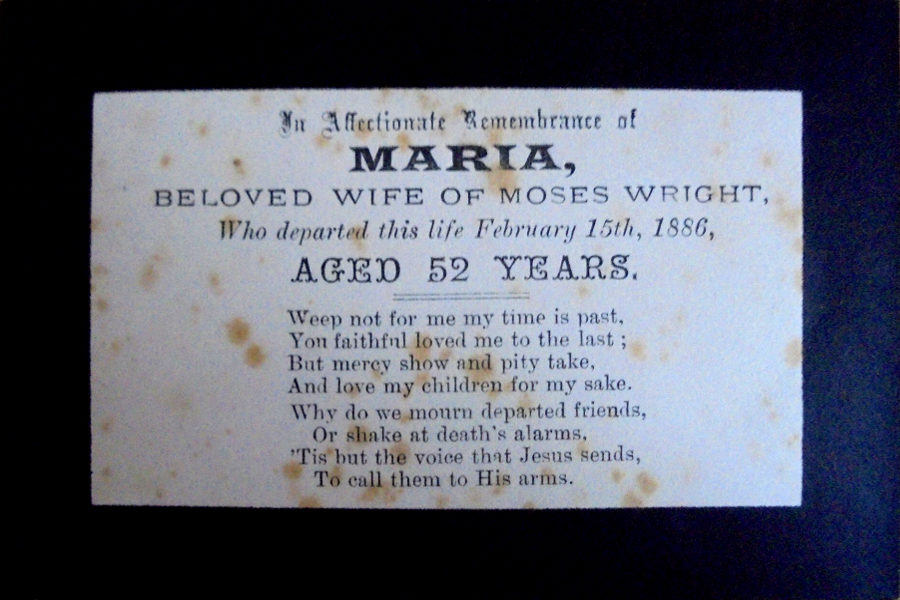 In Affectionate Remembrance of
MARIA,
BELOVED WIFE OF MOSES WRIGHT,
Who departed this life February 15th, 1886,
AGED 52 YEARS.
Weep not for me my time is past,
You faithful loved me to the last ;
But mercy show and pity take,
And love my children for my sake.
Why do we mourn departed friends,
Or shake at death's alarms,
'Tis but the voice that Jesus sends,
To call them to His arms.